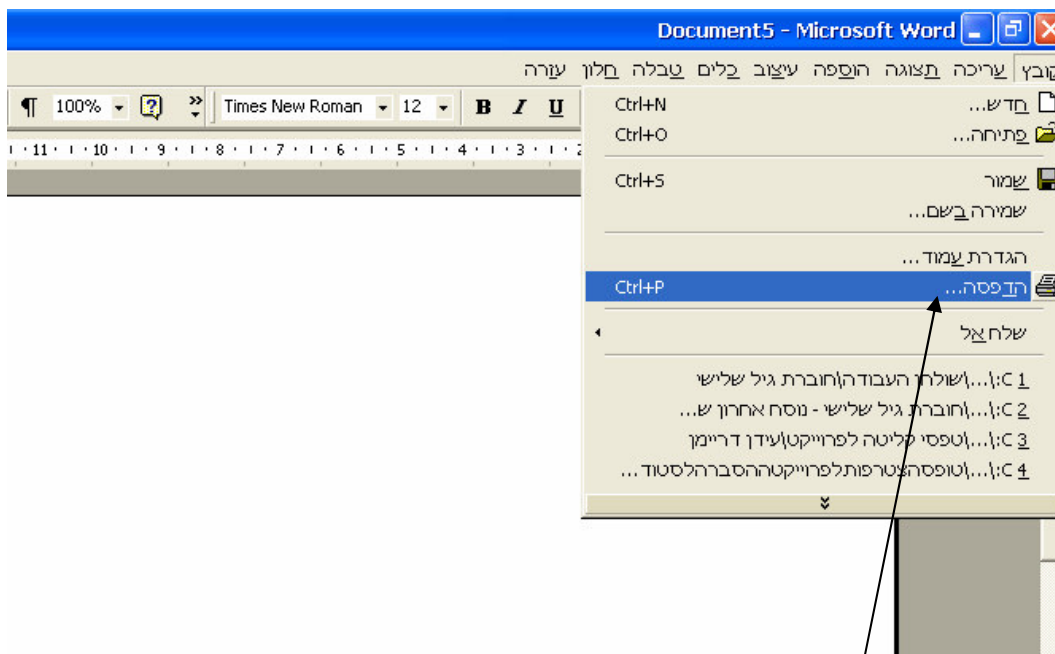 Document5 - Microsoft Word
קובץ עריכה תצוגה הוספה עיצוב כלים טבלה חלון עזרה
¶ 100% ? » Times New Roman 12 B I U
11 10 9 8 7 6 5 4 3 2
חדש... Ctrl+N
פתיחה... Ctrl+O
שמור Ctrl+S
שמירה בשם...
הגדרת עמוד...
הדפסה... Ctrl+P
שלח אל
1 C:\...\שולחן העבודה\חוברת גיל שלישי
2 C:\...\חוברת גיל שלישי - נוסח אחרון ש...
3 C:\...\טפסי קליטה לפרוייקט\עידן דריימן
4 C:\...\טופסהצטרפותלפרוייקטההסברהלסטוד...